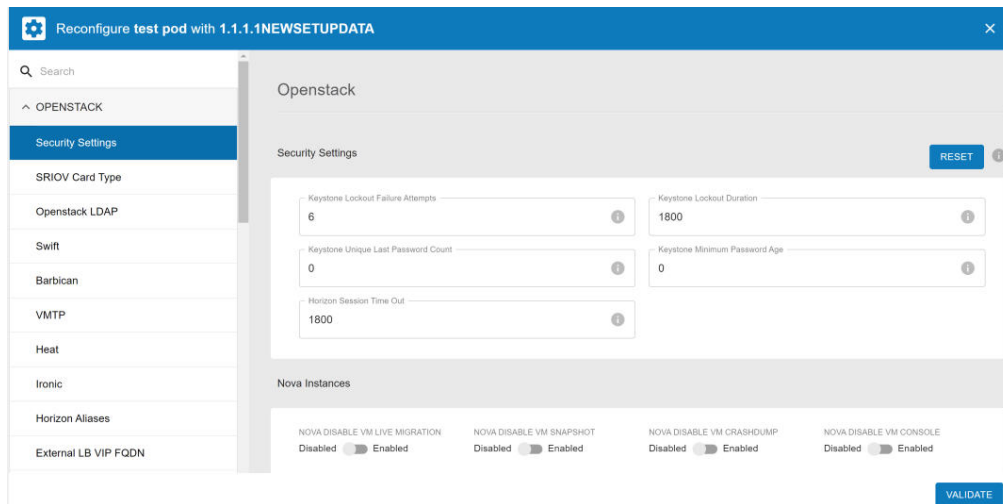 Reconfigure test pod with 1.1.1.1NEWSETUPDATA
Search
OPENSTACK
Security Settings
SRIOV Card Type
Openstack LDAP
Swift
Barbican
VMTP
Heat
Ironic
Horizon Aliases
External LB VIP FQDN
Openstack
Security Settings
RESET
Keystone Lockout Failure Attempts
6
Keystone Lockout Duration
1800
Keystone Unique Last Password Count
0
Keystone Minimum Password Age
0
Horizon Session Time Out
1800
Nova Instances
NOVA DISABLE VM LIVE MIGRATION
Disabled Enabled
NOVA DISABLE VM SNAPSHOT
Disabled Enabled
NOVA DISABLE VM CRASHDUMP
Disabled Enabled
NOVA DISABLE VM CONSOLE
Disabled Enabled
VALIDATE